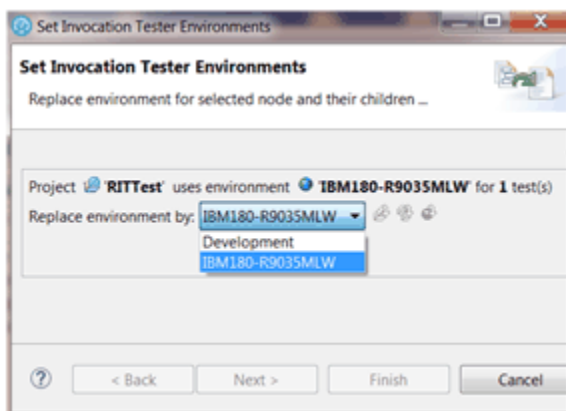 Set Invocation Tester Environments
Set Invocation Tester Environments
Replace environment for selected node and their children ...
Project 'RITTest' uses environment 'IBM180-R9035MLW' for 1 test(s)
Replace environment by: IBM180-R9035MLW
Development
IBM180-R9035MLW
? < Back Next > Finish Cancel